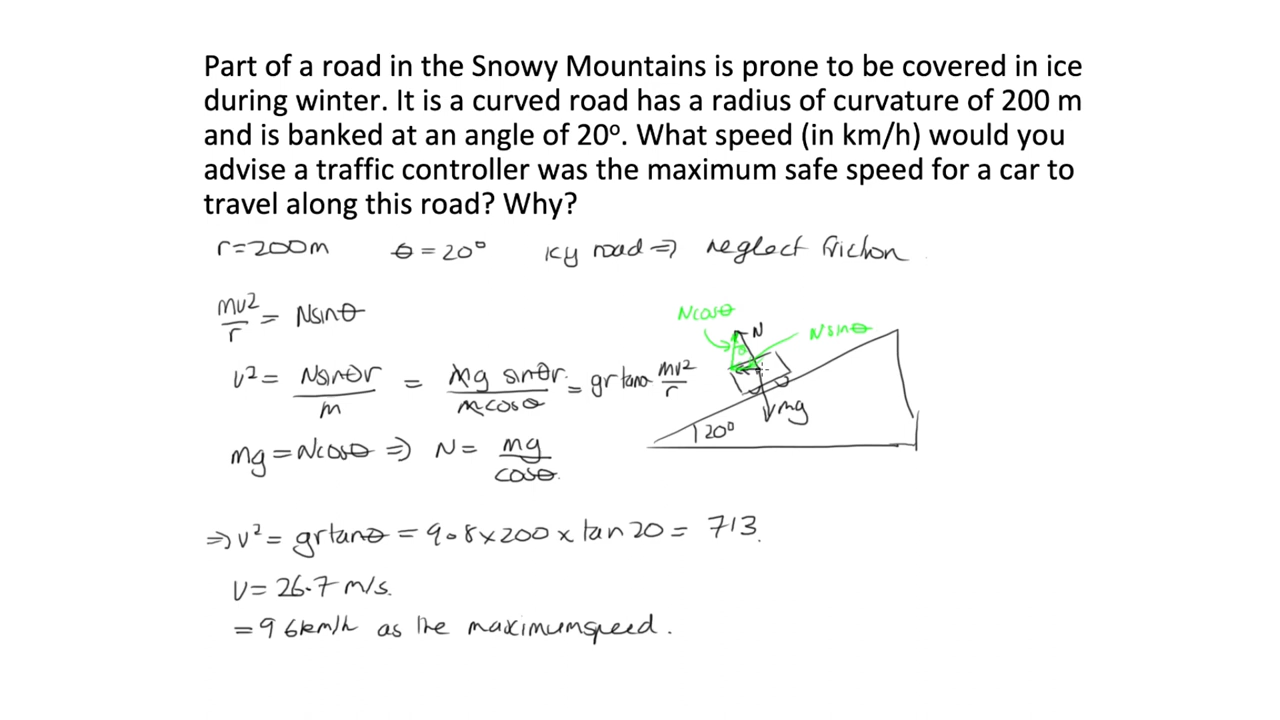 Part of a road in the Snowy Mountains is prone to be covered in ice
during winter. It is a curved road has a radius of curvature of 200 m
and is banked at an angle of 20°. What speed (in km/h) would you
advise a traffic controller was the maximum safe speed for a car to
travel along this road? Why?
r=200m θ=20° Icy road ⇒ neglect friction
mv²/r = Nsinθ
Ncosθ
N
Nsinθ
θ
v² = Nsinθr/m = mg sinθr/mcosθ = grtanθ
mv²/r
mg
20°
mg = Ncosθ ⇒ N = mg/cosθ
⇒ v² = grtanθ = 9.8×200×tan20 = 713.
v = 26.7 m/s.
= 96km/h as the maximum speed.